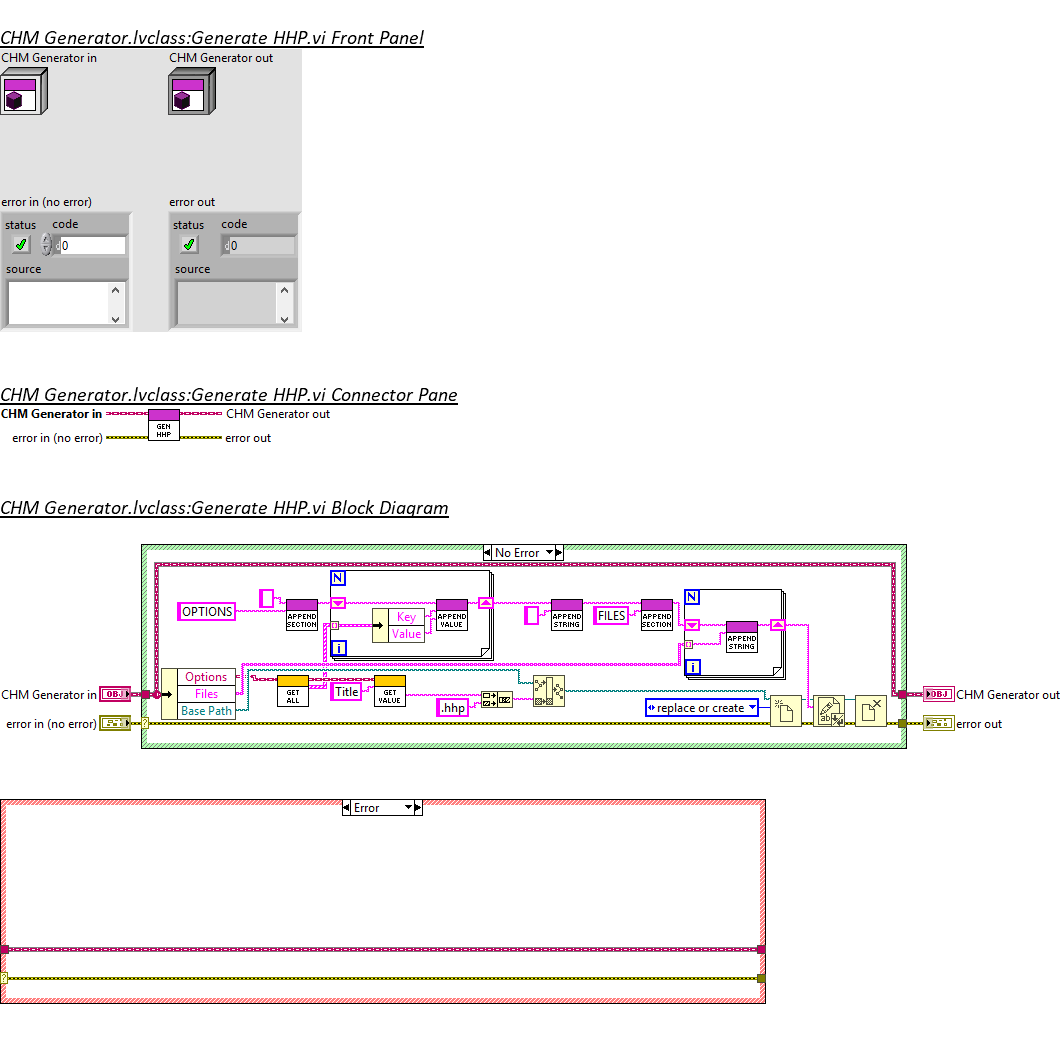 CHM Generator.lvclass:Generate HHP.vi Front Panel
CHM Generator in
CHM Generator out
error in (no error)
error out
status
code
status
code
d0
d0
source
source
CHM Generator.lvclass:Generate HHP.vi Connector Pane
CHM Generator in
GEN
HHP
CHM Generator out
error in (no error)
error out
CHM Generator.lvclass:Generate HHP.vi Block Diagram
No Error
N
OPTIONS
APPEND
SECTION
Key
Value
APPEND
VALUE
i
APPEND
STRING
FILES
APPEND
SECTION
N
APPEND
STRING
i
Options
Files
Base Path
GET
ALL
Title
GET
VALUE
.hhp
replace or create
ab
CHM Generator in
OBJ
OBJ
CHM Generator out
error in (no error)
?
error out
Error
?